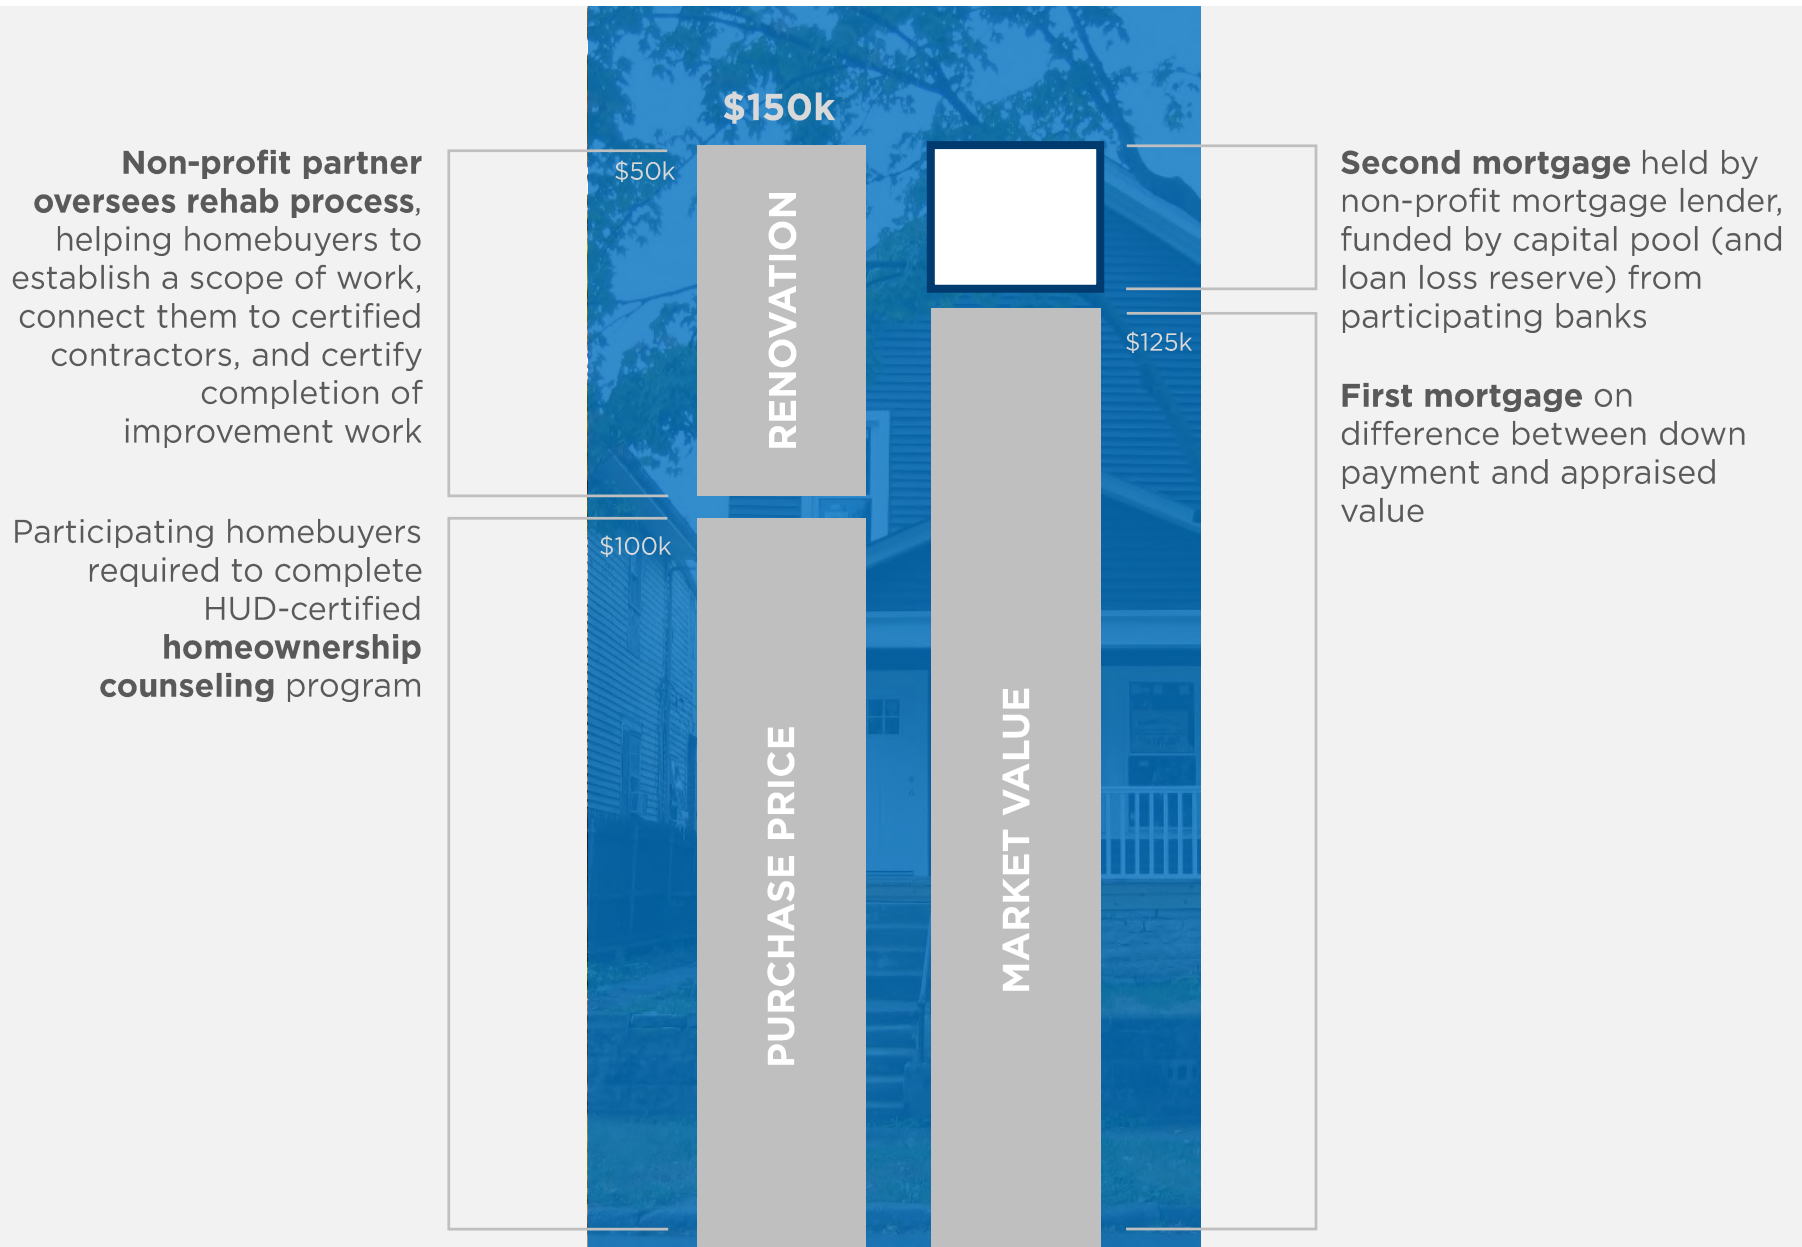 $150k
Non-profit partner
oversees rehab process,
helping homebuyers to
establish a scope of work,
connect them to certified
contractors, and certify
completion of
improvement work
Participating homebuyers
required to complete
HUD-certified
homeownership
counseling program
$50k
RENOVATION
$100k
PURCHASE PRICE
MARKET VALUE
$125k
Second mortgage held by
non-profit mortgage lender,
funded by capital pool (and
loan loss reserve) from
participating banks
First mortgage on
difference between down
payment and appraised
value